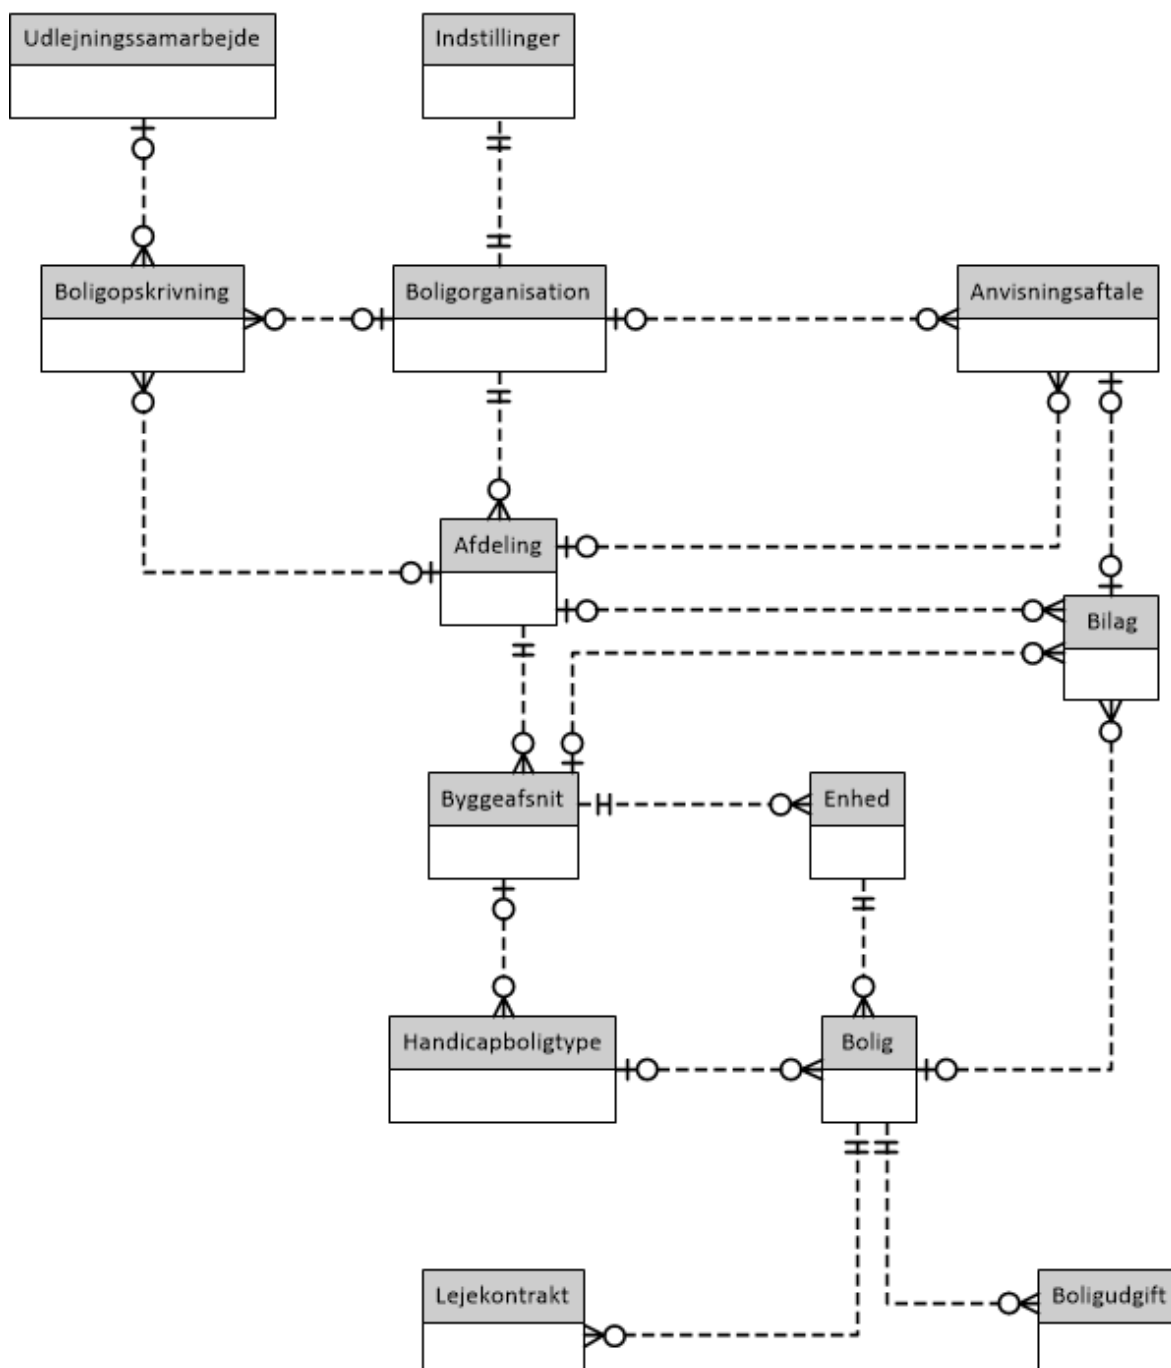 Udlejningssamarbejde
Indstillinger
Boligopskrivning
Boligorganisation
Anvisningsaftale
Afdeling
Bilag
Byggeafsnit
Enhed
Handicapboligtype
Bolig
Lejekontrakt
Boligudgift